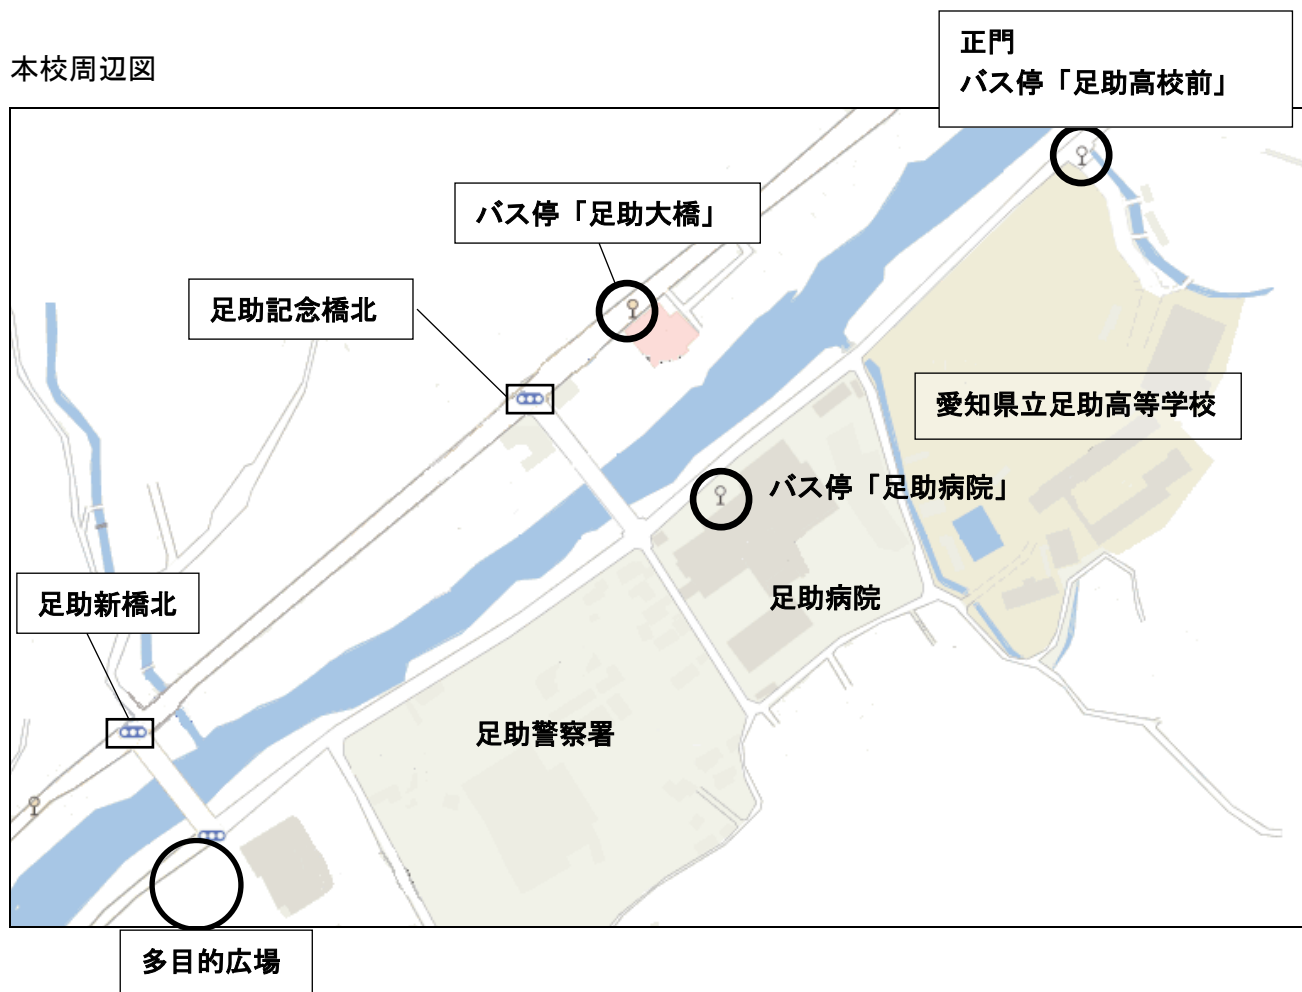 本校周辺図
正門
バス停「足助高校前」
バス停「足助大橋」
足助記念橋北
愛知県立足助高等学校
バス停「足助病院」
足助病院
足助新橋北
足助警察署
多目的広場